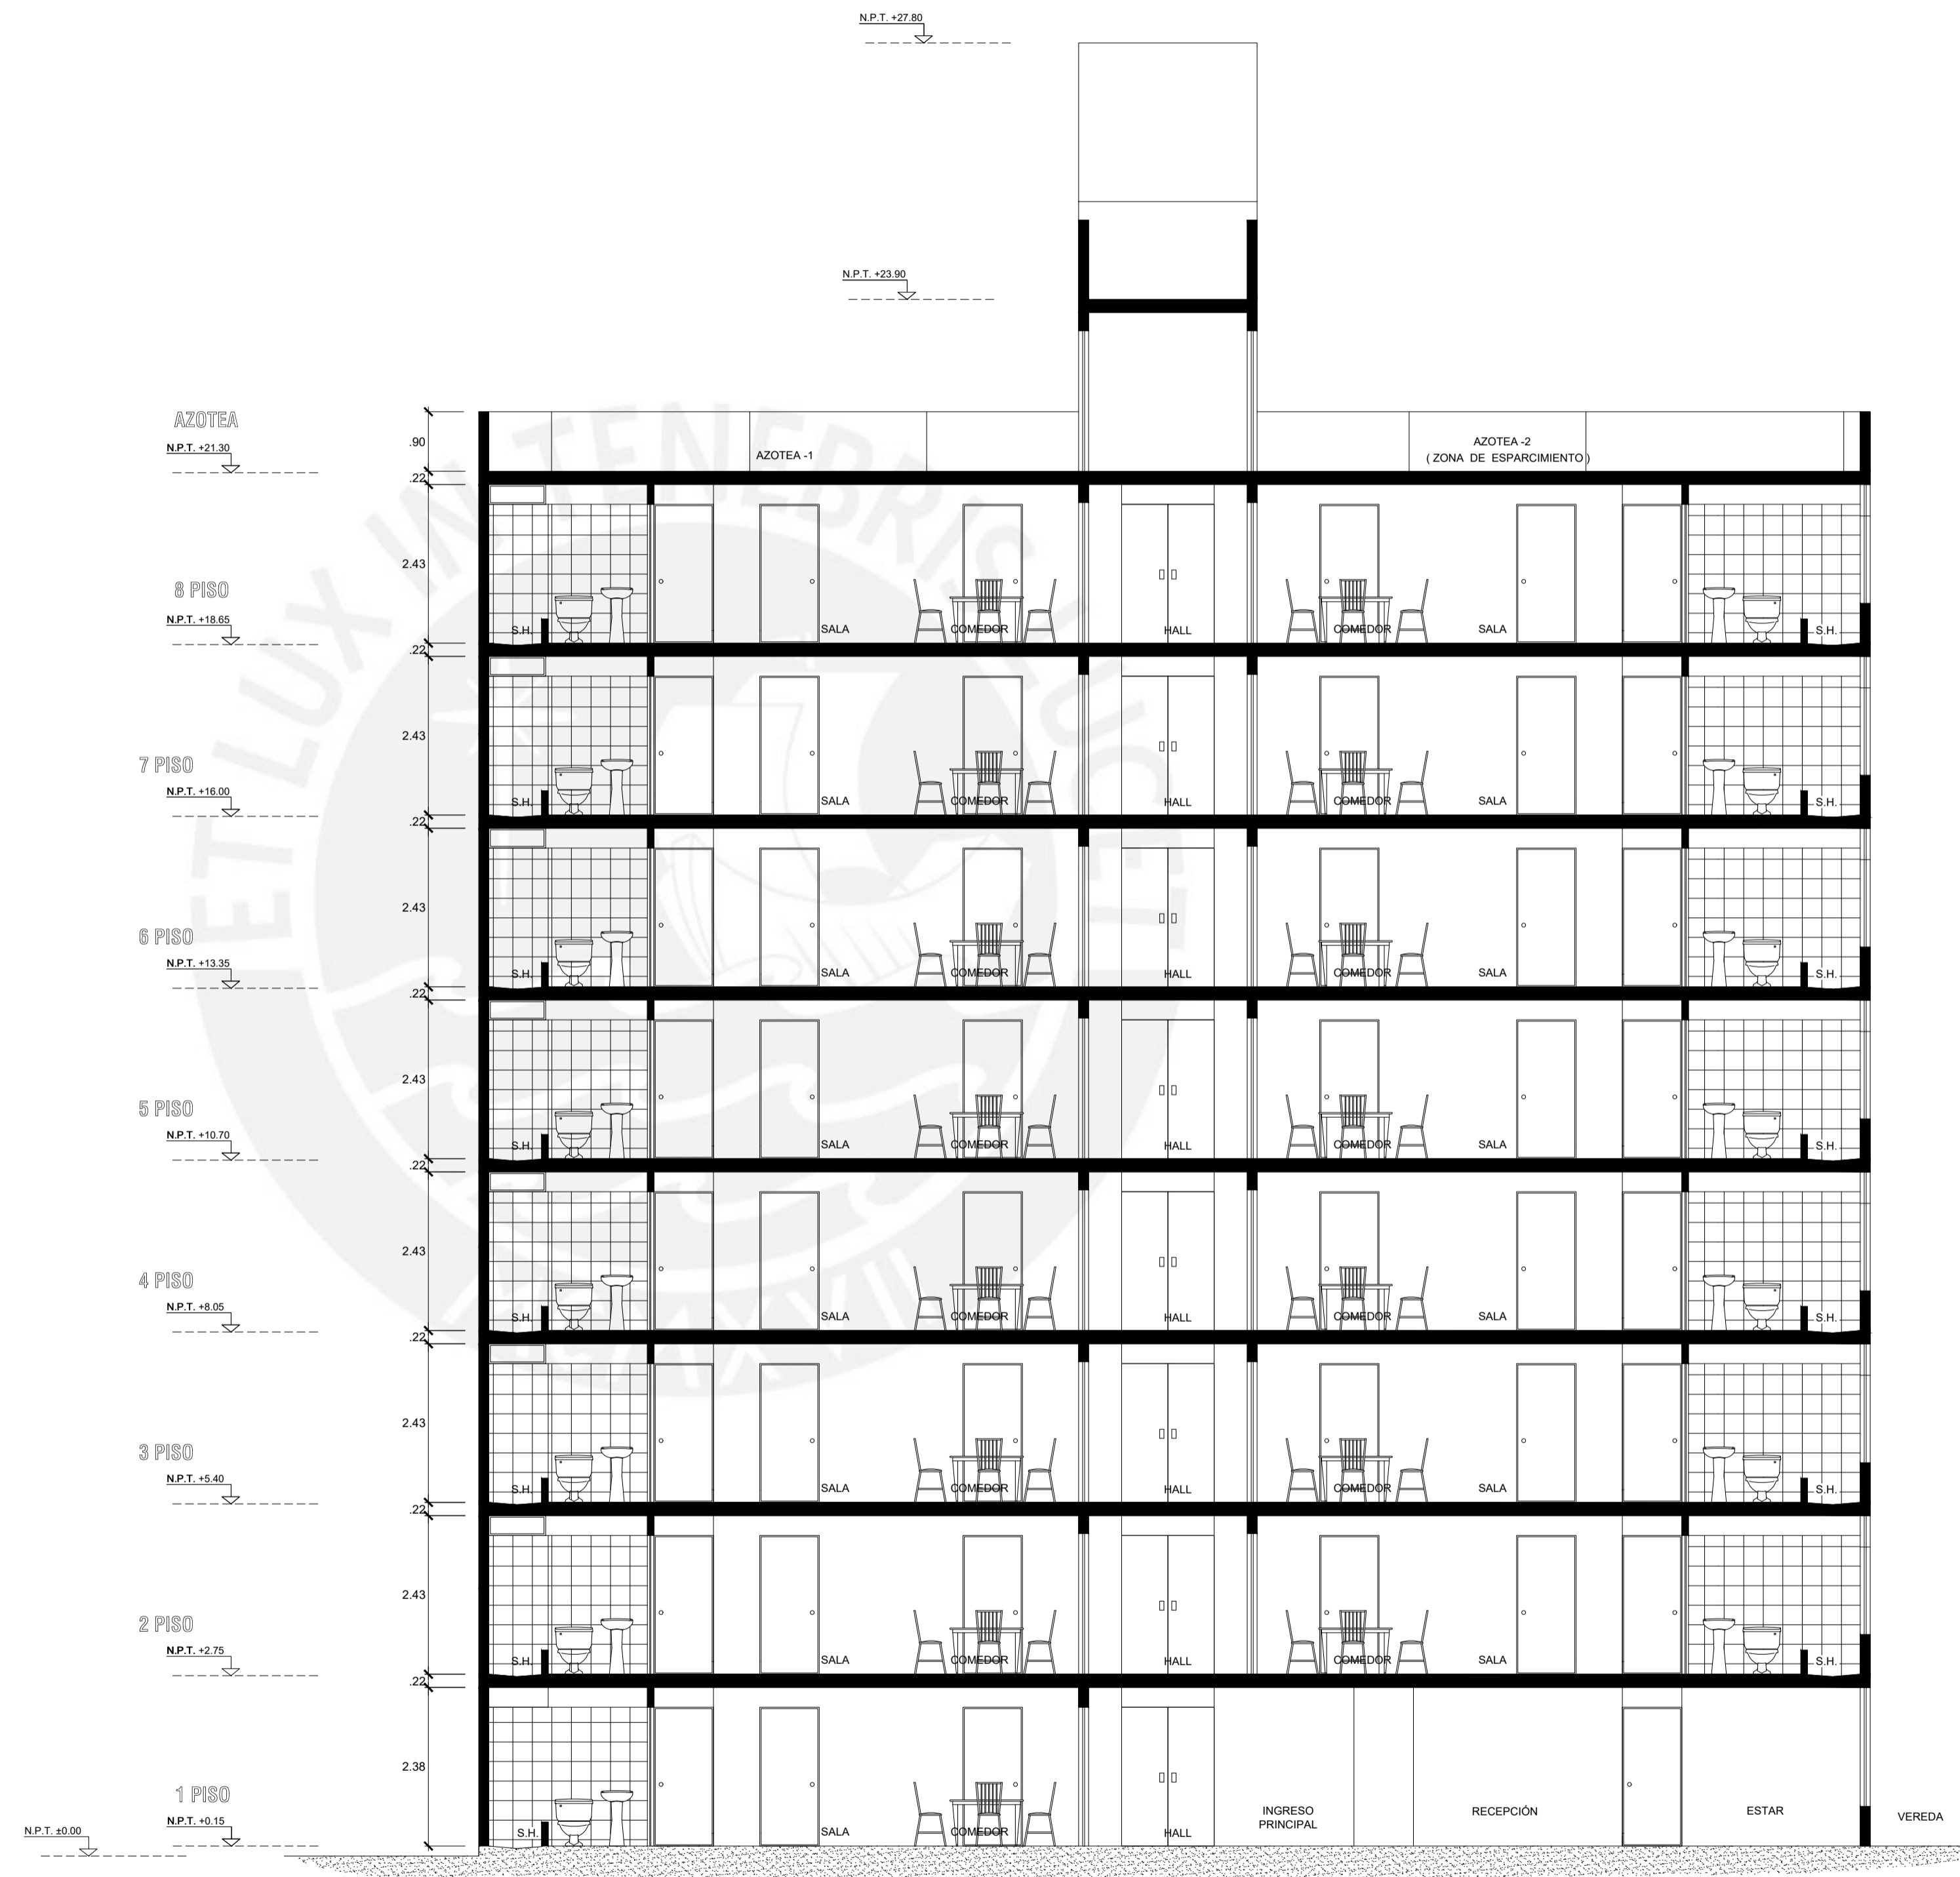 N.P.T. +27.80
N.P.T. +23.90
AZOTEA
N.P.T. +21.30
.90
AZOTEA -1
AZOTEA -2
( ZONA DE ESPARCIMIENTO )
.22
2.43
8 PISO
N.P.T. +18.65
S.H.
SALA
COMEDOR
HALL
COMEDOR
SALA
S.H.
.22
2.43
7 PISO
N.P.T. +16.00
S.H.
SALA
COMEDOR
HALL
COMEDOR
SALA
S.H.
.22
2.43
6 PISO
N.P.T. +13.35
S.H.
SALA
COMEDOR
HALL
COMEDOR
SALA
S.H.
.22
2.43
5 PISO
N.P.T. +10.70
S.H.
SALA
COMEDOR
HALL
COMEDOR
SALA
S.H.
.22
2.43
4 PISO
N.P.T. +8.05
S.H.
SALA
COMEDOR
HALL
COMEDOR
SALA
S.H.
.22
2.43
3 PISO
N.P.T. +5.40
S.H.
SALA
COMEDOR
HALL
COMEDOR
SALA
S.H.
.22
2.43
2 PISO
N.P.T. +2.75
S.H.
SALA
COMEDOR
HALL
COMEDOR
SALA
S.H.
.22
2.38
1 PISO
N.P.T. +0.15
N.P.T. ±0.00
S.H.
SALA
COMEDOR
HALL
INGRESO
PRINCIPAL
RECEPCIÓN
ESTAR
VEREDA
ET LUX IN TENEBRIS LUCET